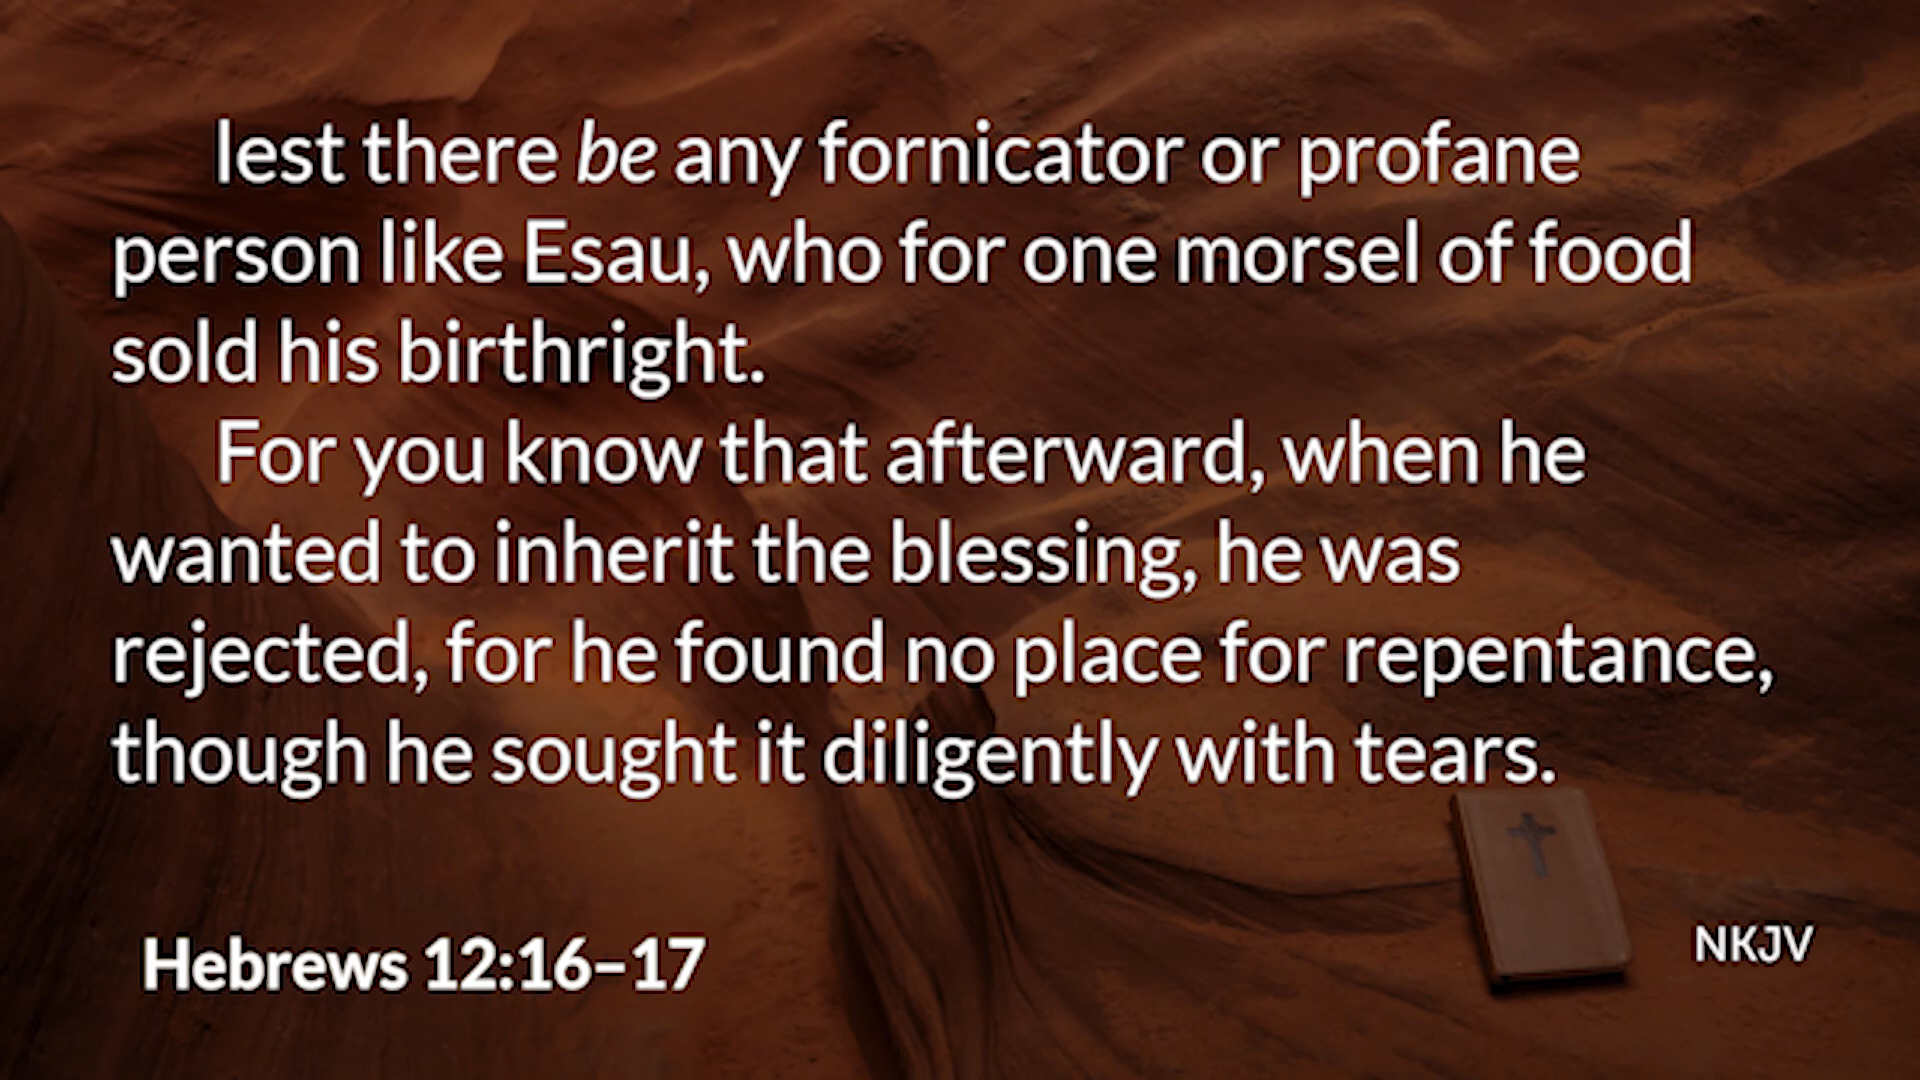 lest there be any fornicator or profane
person like Esau, who for one morsel of food
sold his birthright.
For you know that afterward, when he
wanted to inherit the blessing, he was
rejected, for he found no place for repentance,
though he sought it diligently with tears.
Hebrews 12:16–17
NKJV